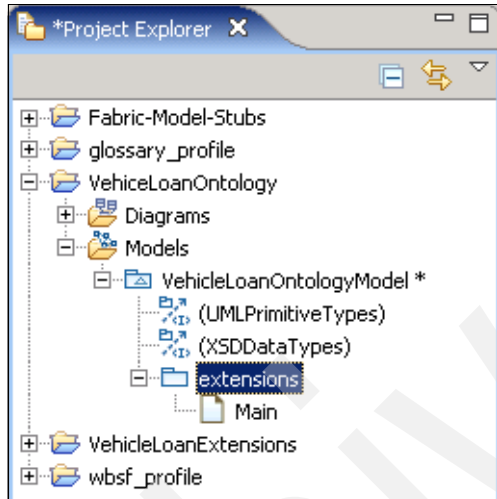 *Project Explorer
Fabric-Model-Stubs
glossary_profile
VehiceLoanOntology
Diagrams
Models
VehicleLoanOntologyModel *
(UMLPrimitiveTypes)
(XSDDataTypes)
extensions
Main
VehicleLoanExtensions
wbsf_profile